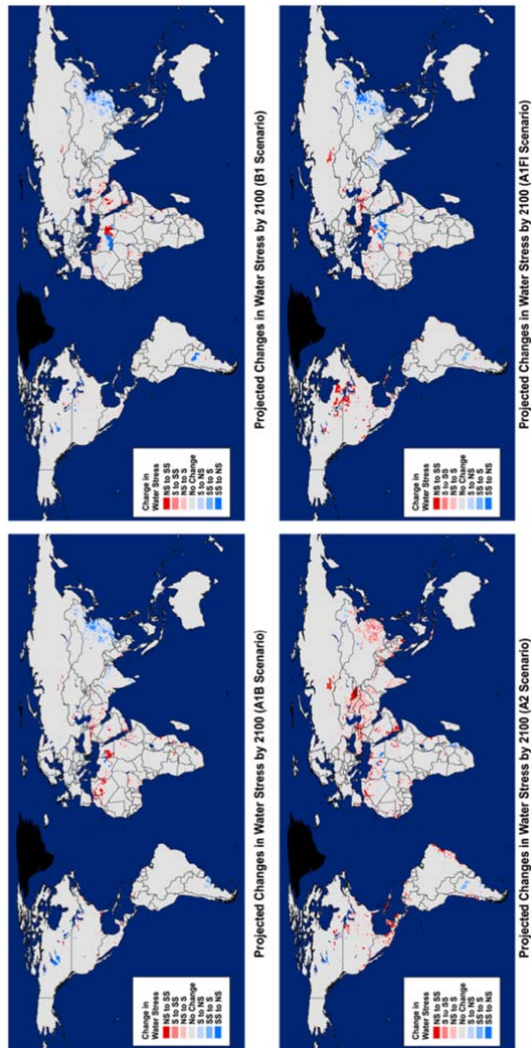 Change in
Water Stress
NS to SS
S to SS
NS to S
No Change
S to NS
SS to S
SS to NS
Projected Changes in Water Stress by 2100 (A1B Scenario)
Change in
Water Stress
NS to SS
S to SS
NS to S
No Change
S to NS
SS to S
SS to NS
Projected Changes in Water Stress by 2100 (B1 Scenario)
Change in
Water Stress
NS to SS
S to SS
NS to S
No Change
S to NS
SS to S
SS to NS
Projected Changes in Water Stress by 2100 (A2 Scenario)
Change in
Water Stress
NS to SS
S to SS
NS to S
No Change
S to NS
SS to S
SS to NS
Projected Changes in Water Stress by 2100 (A1FI Scenario)